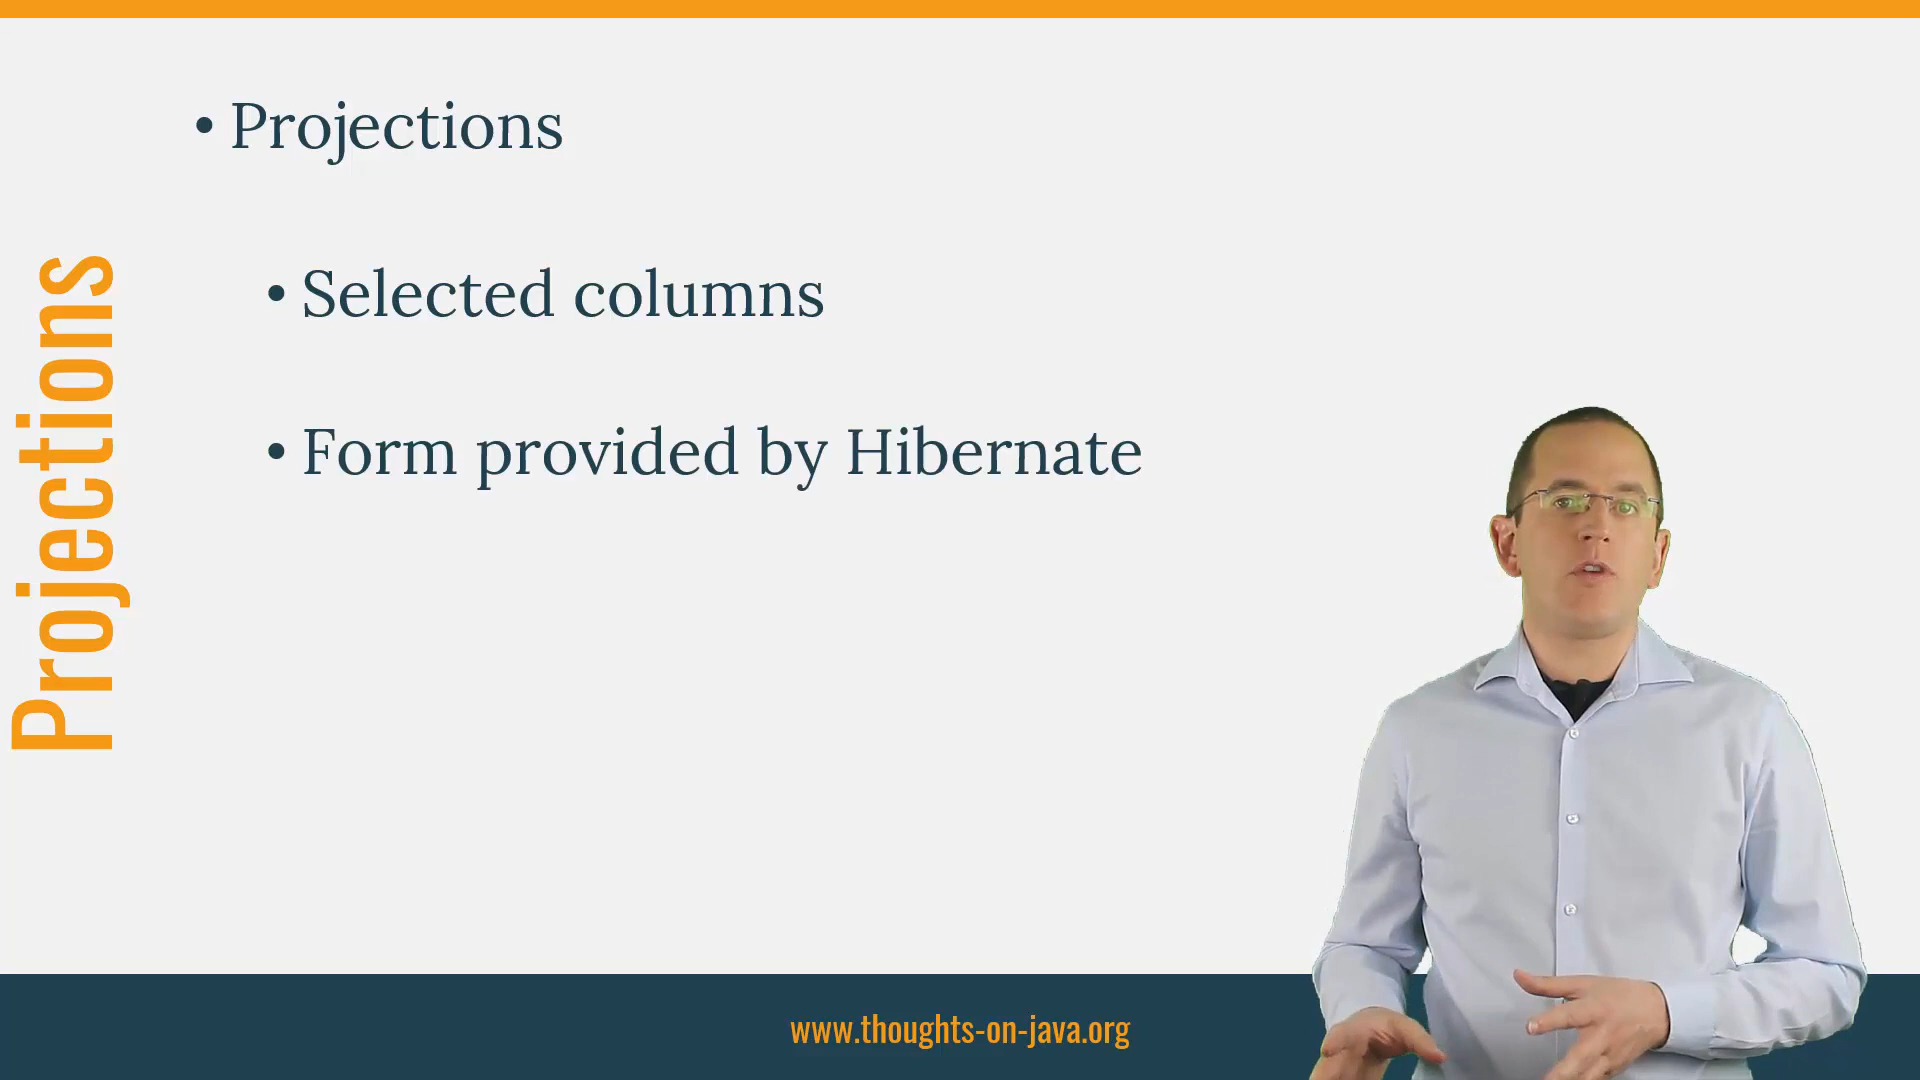 Projections
• Projections
• Selected columns
• Form provided by Hibernate
www.thoughts-on-java.org